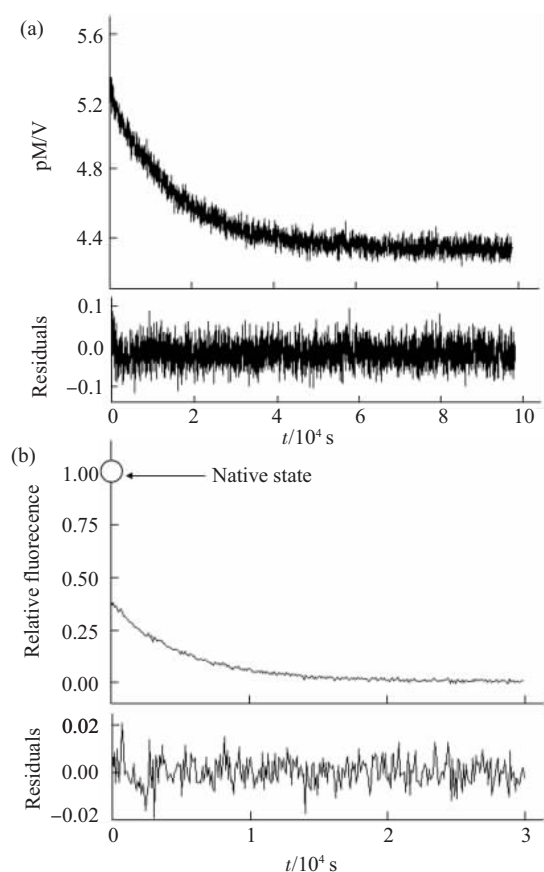 (a)
5.6
5.2
4.8
4.4
pM/V
0.1
0.0
−0.1
Residuals
0 2 4 6 8 10
t/10⁴ s
(b)
1.00
Native state
0.75
0.50
0.25
0.00
Relative fluorecence
0.02
0.00
−0.02
Residuals
0 1 2 3
t/10⁴ s